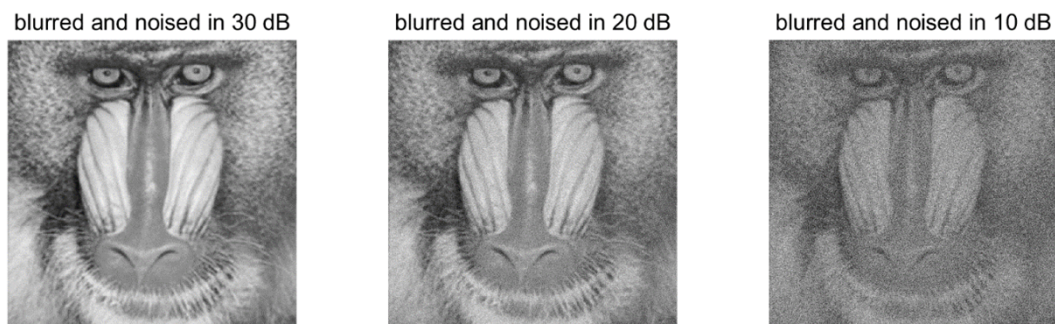 blurred and noised in 30 dB
blurred and noised in 20 dB
blurred and noised in 10 dB